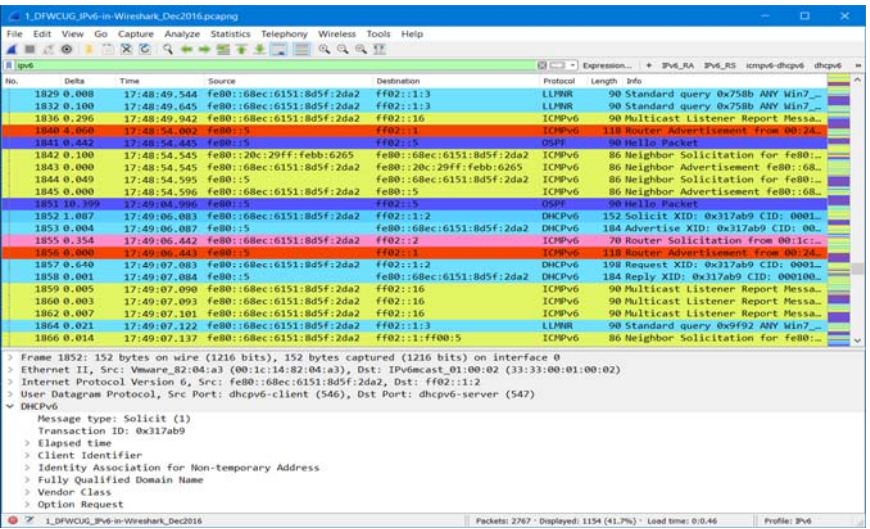 1_DFWCUG_IPv6-in-Wireshark_Dec2016.pcapng
File Edit View Go Capture Analyze Statistics Telephony Wireless Tools Help
ipv6 Expression... + IPv6_RA IPv6_RS icmpv6-dhcpv6 dhcpv6 »
No. Delta Time Source Destination Protocol Length Info
1829 0.008 17:48:49.544 fe80::68ec:6151:8d5f:2da2 ff02::1:3 LLMNR 90 Standard query 0x758b ANY Win7_…
1832 0.100 17:48:49.645 fe80::68ec:6151:8d5f:2da2 ff02::1:3 LLMNR 90 Standard query 0x758b ANY Win7_…
1836 0.296 17:48:49.942 fe80::68ec:6151:8d5f:2da2 ff02::16 ICMPv6 90 Multicast Listener Report Messa…
1840 4.060 17:48:54.002 fe80::5 ff02::1 ICMPv6 118 Router Advertisement from 00:24…
1841 0.442 17:48:54.445 fe80::5 ff02::5 OSPF 90 Hello Packet
1842 0.100 17:48:54.545 fe80::20c:29ff:febb:6265 fe80::68ec:6151:8d5f:2da2 ICMPv6 86 Neighbor Solicitation for fe80:…
1843 0.000 17:48:54.545 fe80::68ec:6151:8d5f:2da2 fe80::20c:29ff:febb:6265 ICMPv6 86 Neighbor Advertisement fe80::68…
1844 0.049 17:48:54.595 fe80::5 fe80::68ec:6151:8d5f:2da2 ICMPv6 86 Neighbor Solicitation for fe80:…
1845 0.000 17:48:54.596 fe80::68ec:6151:8d5f:2da2 fe80::5 ICMPv6 86 Neighbor Advertisement fe80::68…
1851 10.399 17:49:04.996 fe80::5 ff02::5 OSPF 90 Hello Packet
1852 1.087 17:49:06.083 fe80::68ec:6151:8d5f:2da2 ff02::1:2 DHCPv6 152 Solicit XID: 0x317ab9 CID: 0001…
1853 0.004 17:49:06.087 fe80::5 fe80::68ec:6151:8d5f:2da2 DHCPv6 184 Advertise XID: 0x317ab9 CID: 00…
1855 0.354 17:49:06.442 fe80::68ec:6151:8d5f:2da2 ff02::2 ICMPv6 70 Router Solicitation from 00:1c:…
1856 0.000 17:49:06.443 fe80::5 ff02::1 ICMPv6 118 Router Advertisement from 00:24…
1857 0.640 17:49:07.083 fe80::68ec:6151:8d5f:2da2 ff02::1:2 DHCPv6 198 Request XID: 0x317ab9 CID: 0001…
1858 0.001 17:49:07.084 fe80::5 fe80::68ec:6151:8d5f:2da2 DHCPv6 184 Reply XID: 0x317ab9 CID: 000100…
1859 0.005 17:49:07.090 fe80::68ec:6151:8d5f:2da2 ff02::16 ICMPv6 90 Multicast Listener Report Messa…
1860 0.003 17:49:07.093 fe80::68ec:6151:8d5f:2da2 ff02::16 ICMPv6 90 Multicast Listener Report Messa…
1862 0.007 17:49:07.101 fe80::68ec:6151:8d5f:2da2 ff02::16 ICMPv6 90 Multicast Listener Report Messa…
1864 0.021 17:49:07.122 fe80::68ec:6151:8d5f:2da2 ff02::1:3 LLMNR 90 Standard query 0x9f92 ANY Win7_…
1866 0.014 17:49:07.137 fe80::68ec:6151:8d5f:2da2 ff02::1:ff00:5 ICMPv6 86 Neighbor Solicitation for fe80:…
Frame 1852: 152 bytes on wire (1216 bits), 152 bytes captured (1216 bits) on interface 0
Ethernet II, Src: Vmware_82:04:a3 (00:1c:14:82:04:a3), Dst: IPv6mcast_01:00:02 (33:33:00:01:00:02)
Internet Protocol Version 6, Src: fe80::68ec:6151:8d5f:2da2, Dst: ff02::1:2
User Datagram Protocol, Src Port: dhcpv6-client (546), Dst Port: dhcpv6-server (547)
DHCPv6
Message type: Solicit (1)
Transaction ID: 0x317ab9
Elapsed time
Client Identifier
Identity Association for Non-temporary Address
Fully Qualified Domain Name
Vendor Class
Option Request
1_DFWCUG_IPv6-in-Wireshark_Dec2016 Packets: 2767 · Displayed: 1154 (41.7%) · Load time: 0:0.46 Profile: IPv6